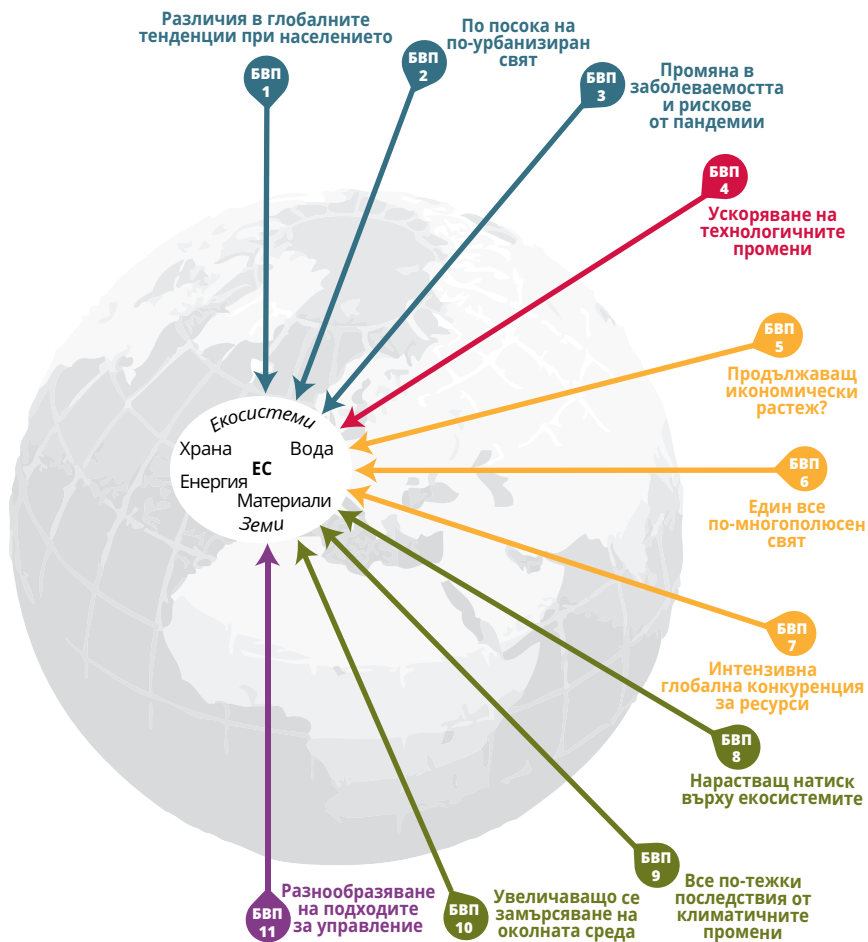 Различия в глобалните
тенденции при населението
БВП
1
По посока на
по-урбанизиран
свят
БВП
2
БВП
3
Промяна в
заболеваемостта
и рискове
от пандемии
БВП
4
Ускоряване на
технологичните
промени
БВП
5
Продължаващ
икономически
растеж?
БВП
6
Един все
по-многополюсен
свят
БВП
7
Интензивна
глобална конкуренция
за ресурси
БВП
8
Нарастващ натиск
върху екосистемите
БВП
9
Все по-тежки
последствия от
климатичните
промени
БВП
10
Увеличаващо се
замърсяване на
околната среда
БВП
11
Разнообразяване
на подходите
за управление
Екосистеми
Храна Вода
ЕС
Енергия
Материали
Земи